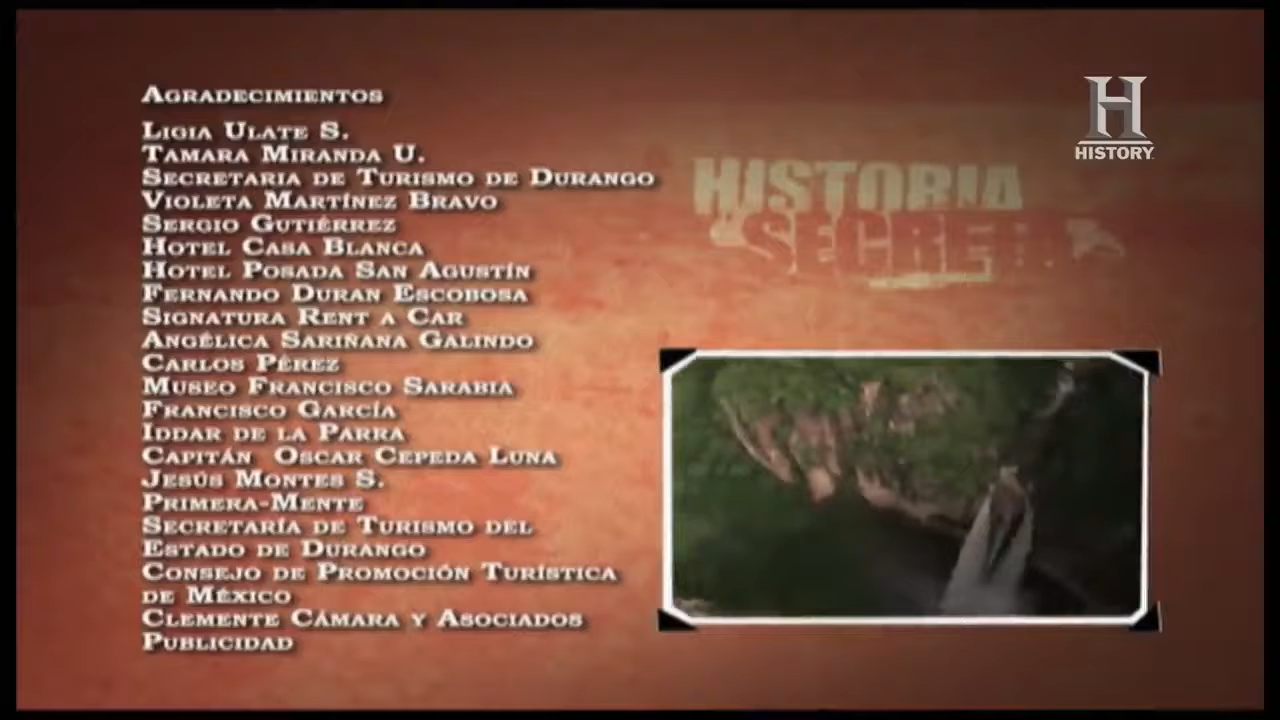 AGRADECIMIENTOS
LIGIA ULATE S.
TAMARA MIRANDA U.
SECRETARIA DE TURISMO DE DURANGO
VIOLETA MARTÍNEZ BRAVO
SERGIO GUTIÉRREZ
HOTEL CASA BLANCA
HOTEL POSADA SAN AGUSTÍN
FERNANDO DURAN ESCOBOSA
SIGNATURA RENT A CAR
ANGÉLICA SARIÑANA GALINDO
CARLOS PÉREZ
MUSEO FRANCISCO SARABIA
FRANCISCO GARCÍA
IDDAR DE LA PARRA
CAPITÁN OSCAR CEPEDA LUNA
JESÚS MONTES S.
PRIMERA-MENTE
SECRETARÍA DE TURISMO DEL
ESTADO DE DURANGO
CONSEJO DE PROMOCIÓN TURÍSTICA
DE MÉXICO
CLEMENTE CÁMARA Y ASOCIADOS
PUBLICIDAD
H
HISTORY
HISTORIA
SECRETA